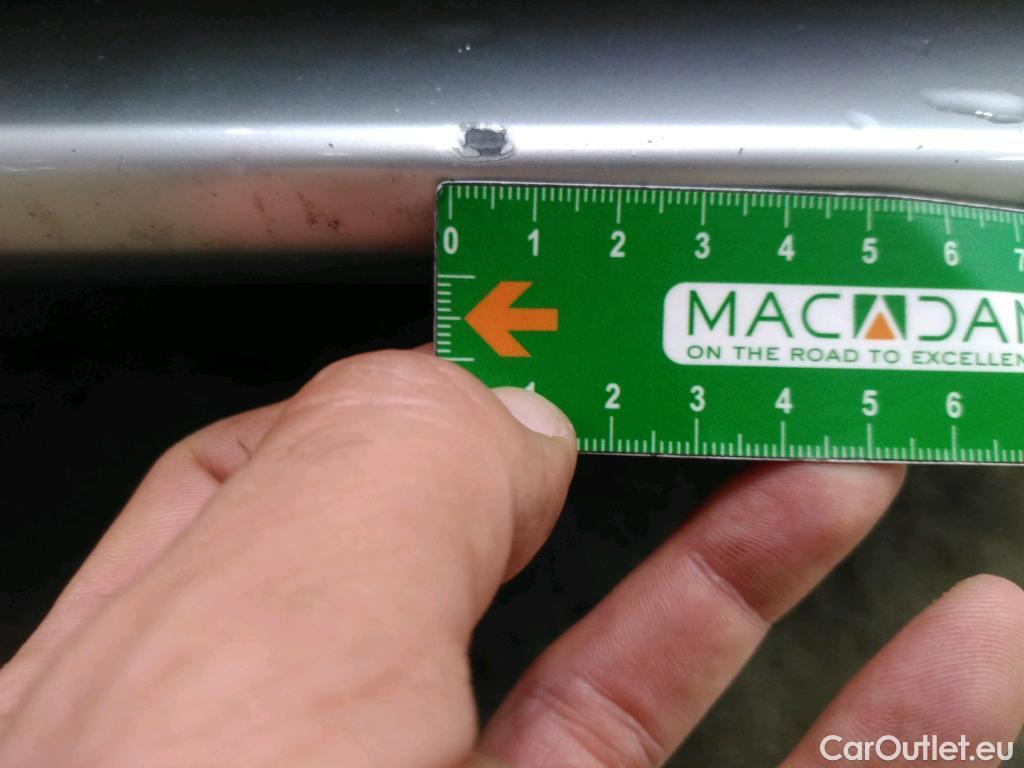 0 1 2 3 4 5 6 7
MACADAM
ON THE ROAD TO EXCELLEN
1 2 3 4 5 6
CarOutlet.eu